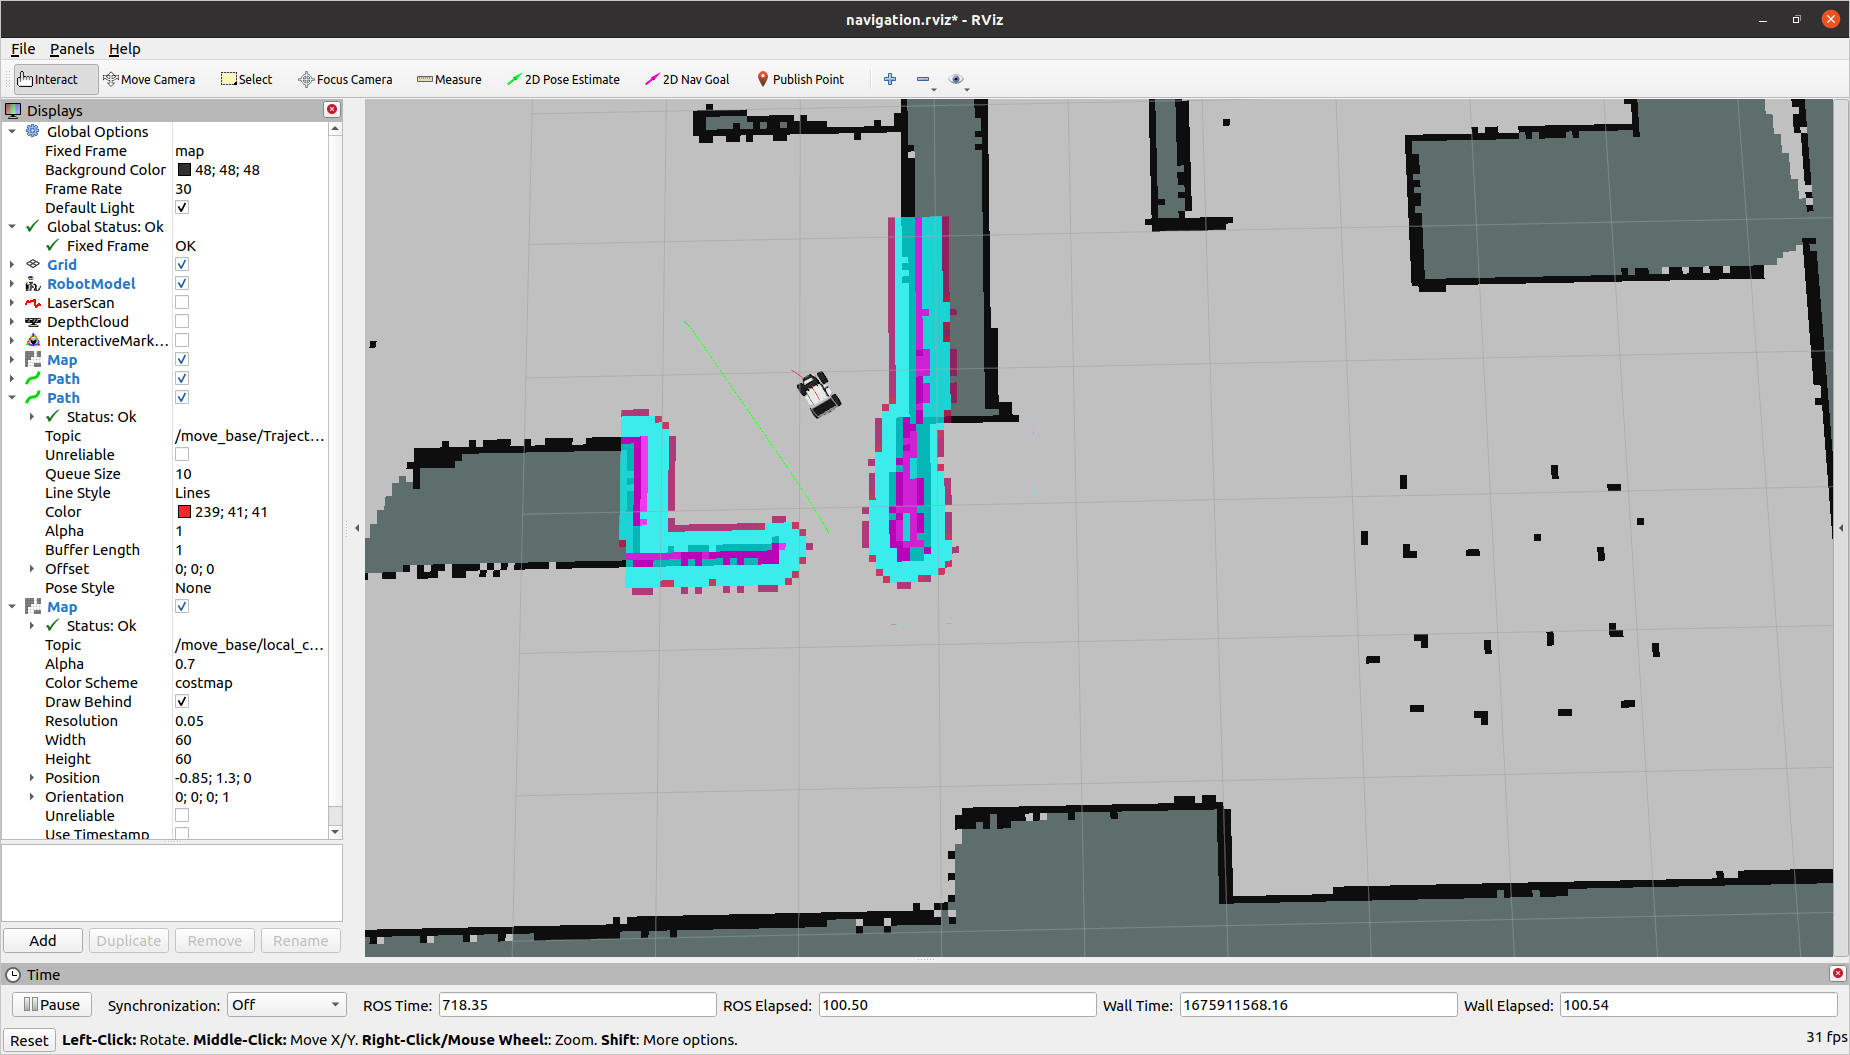 navigation.rviz* - RViz
File Panels Help
Interact Move Camera Select Focus Camera Measure 2D Pose Estimate 2D Nav Goal Publish Point
Displays
Global Options
Fixed Frame map
Background Color 48; 48; 48
Frame Rate 30
Default Light
Global Status: Ok
Fixed Frame OK
Grid
RobotModel
LaserScan
DepthCloud
InteractiveMark...
Map
Path
Path
Status: Ok
Topic /move_base/Traject...
Unreliable
Queue Size 10
Line Style Lines
Color 239; 41; 41
Alpha 1
Buffer Length 1
Offset 0; 0; 0
Pose Style None
Map
Status: Ok
Topic /move_base/local_c...
Alpha 0.7
Color Scheme costmap
Draw Behind
Resolution 0.05
Width 60
Height 60
Position -0.85; 1.3; 0
Orientation 0; 0; 0; 1
Unreliable
Use Timestamp
Add Duplicate Remove Rename
Time
Pause Synchronization: Off ROS Time: 718.35 ROS Elapsed: 100.50 Wall Time: 1675911568.16 Wall Elapsed: 100.54
Reset Left-Click: Rotate. Middle-Click: Move X/Y. Right-Click/Mouse Wheel:: Zoom. Shift: More options. 31 fps